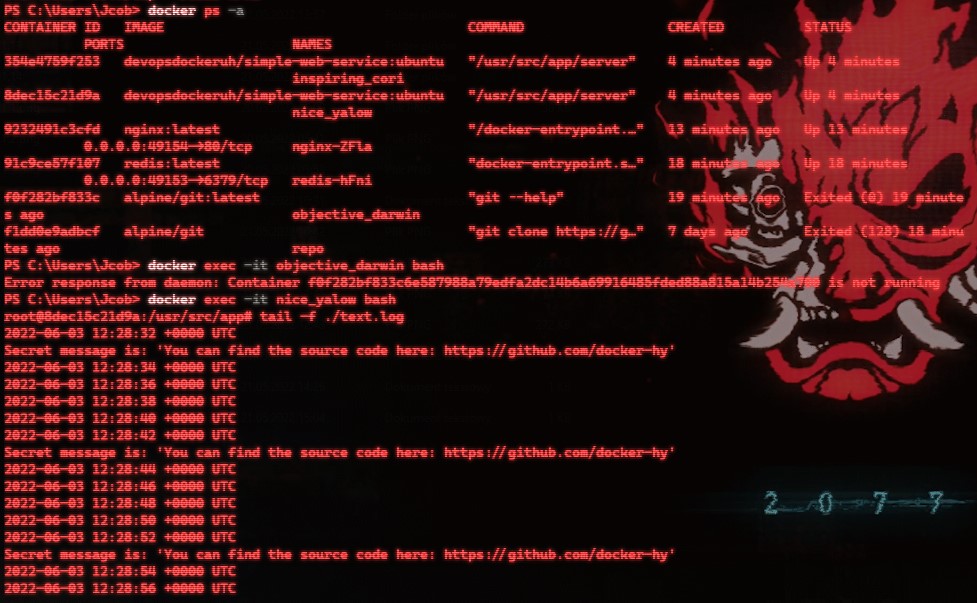 PS C:\Users\Jcob> docker ps -a
CONTAINER ID   IMAGE                                   COMMAND                  CREATED          STATUS
          PORTS                     NAMES
354e4759f253   devopsdockeruh/simple-web-service:ubuntu   "/usr/src/app/server"    4 minutes ago    Up 4 minutes
                                    inspiring_cori
8dec15c21d9a   devopsdockeruh/simple-web-service:ubuntu   "/usr/src/app/server"    4 minutes ago    Up 4 minutes
                                    nice_yalow
9232491c3cfd   nginx:latest                               "/docker-entrypoint.…"   13 minutes ago   Up 13 minutes
          0.0.0.0:49154->80/tcp     nginx-ZFla
91c9ce57f107   redis:latest                               "docker-entrypoint.s…"   18 minutes ago   Up 18 minutes
          0.0.0.0:49153->6379/tcp   redis-hFni
f0f282bf833c   alpine/git:latest                          "git --help"             19 minutes ago   Exited (0) 19 minute
s ago                               objective_darwin
f1dd0e9adbcf   alpine/git                                 "git clone https://g…"   7 days ago       Exited (128) 18 minu
tes ago                             repo
PS C:\Users\Jcob> docker exec -it objective_darwin bash
Error response from daemon: Container is not running
PS C:\Users\Jcob> docker exec -it nice_yalow bash
root@8dec15c21d9a:/usr/src/app# tail -f ./text.log
2022-06-03 12:28:32 +0000 UTC
Secret message is: 'You can find the source code here: https://github.com/docker-hy'
2022-06-03 12:28:34 +0000 UTC
2022-06-03 12:28:36 +0000 UTC
2022-06-03 12:28:38 +0000 UTC
2022-06-03 12:28:40 +0000 UTC
2022-06-03 12:28:42 +0000 UTC
Secret message is: 'You can find the source code here: https://github.com/docker-hy'
2022-06-03 12:28:44 +0000 UTC
2022-06-03 12:28:46 +0000 UTC
2022-06-03 12:28:48 +0000 UTC
2022-06-03 12:28:50 +0000 UTC
2022-06-03 12:28:52 +0000 UTC
Secret message is: 'You can find the source code here: https://github.com/docker-hy'
2022-06-03 12:28:54 +0000 UTC
2022-06-03 12:28:56 +0000 UTC
2077